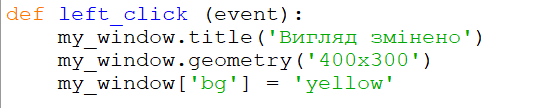 def left_click (event):
    my_window.title('Вигляд змінено')
    my_window.geometry('400x300')
    my_window['bg'] = 'yellow'